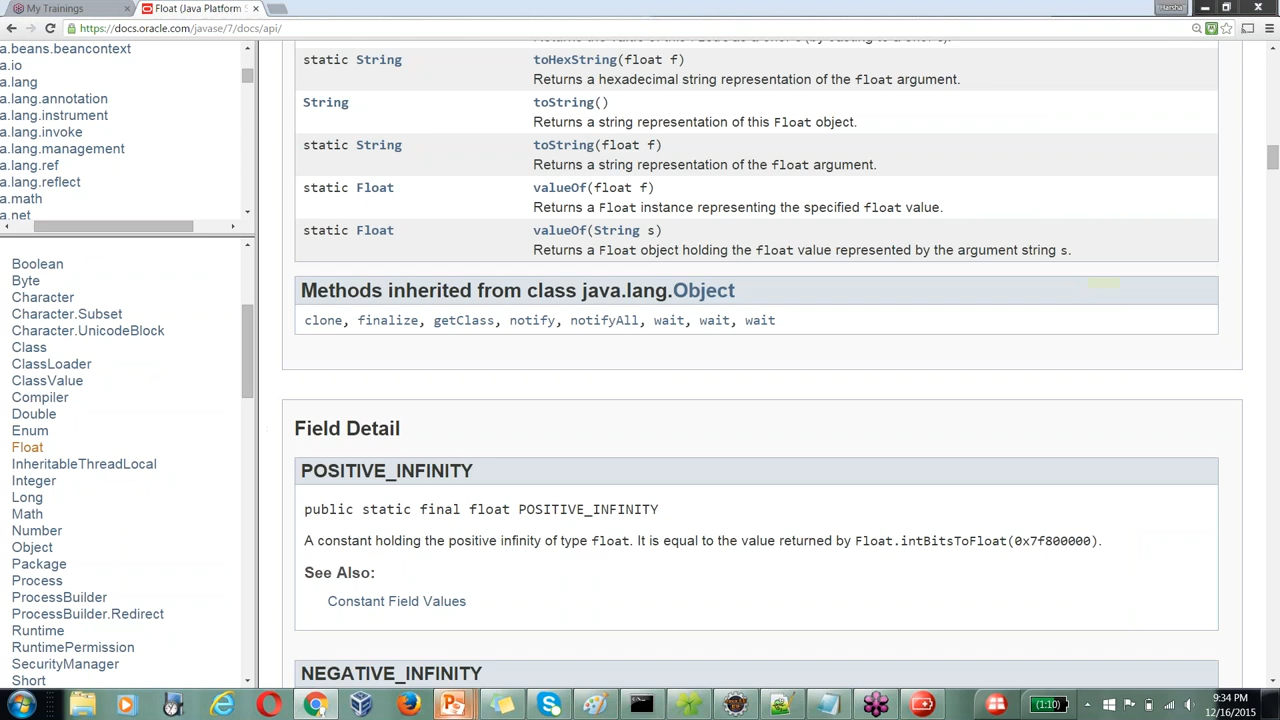 My Trainings
Float (Java Platform S
Harsha
https://docs.oracle.com/javase/7/docs/api/
a.beans.beancontext
a.io
a.lang
a.lang.annotation
a.lang.instrument
a.lang.invoke
a.lang.management
a.lang.ref
a.lang.reflect
a.math
a.net
Boolean
Byte
Character
Character.Subset
Character.UnicodeBlock
Class
ClassLoader
ClassValue
Compiler
Double
Enum
Float
InheritableThreadLocal
Integer
Long
Math
Number
Object
Package
Process
ProcessBuilder
ProcessBuilder.Redirect
Runtime
RuntimePermission
SecurityManager
Short
static String toHexString(float f)
Returns a hexadecimal string representation of the float argument.
String toString()
Returns a string representation of this Float object.
static String toString(float f)
Returns a string representation of the float argument.
static Float valueOf(float f)
Returns a Float instance representing the specified float value.
static Float valueOf(String s)
Returns a Float object holding the float value represented by the argument string s.
Methods inherited from class java.lang.Object
clone, finalize, getClass, notify, notifyAll, wait, wait, wait
Field Detail
POSITIVE_INFINITY
public static final float POSITIVE_INFINITY
A constant holding the positive infinity of type float. It is equal to the value returned by Float.intBitsToFloat(0x7f800000).
See Also:
Constant Field Values
NEGATIVE_INFINITY
(1:10)
9:34 PM
12/16/2015